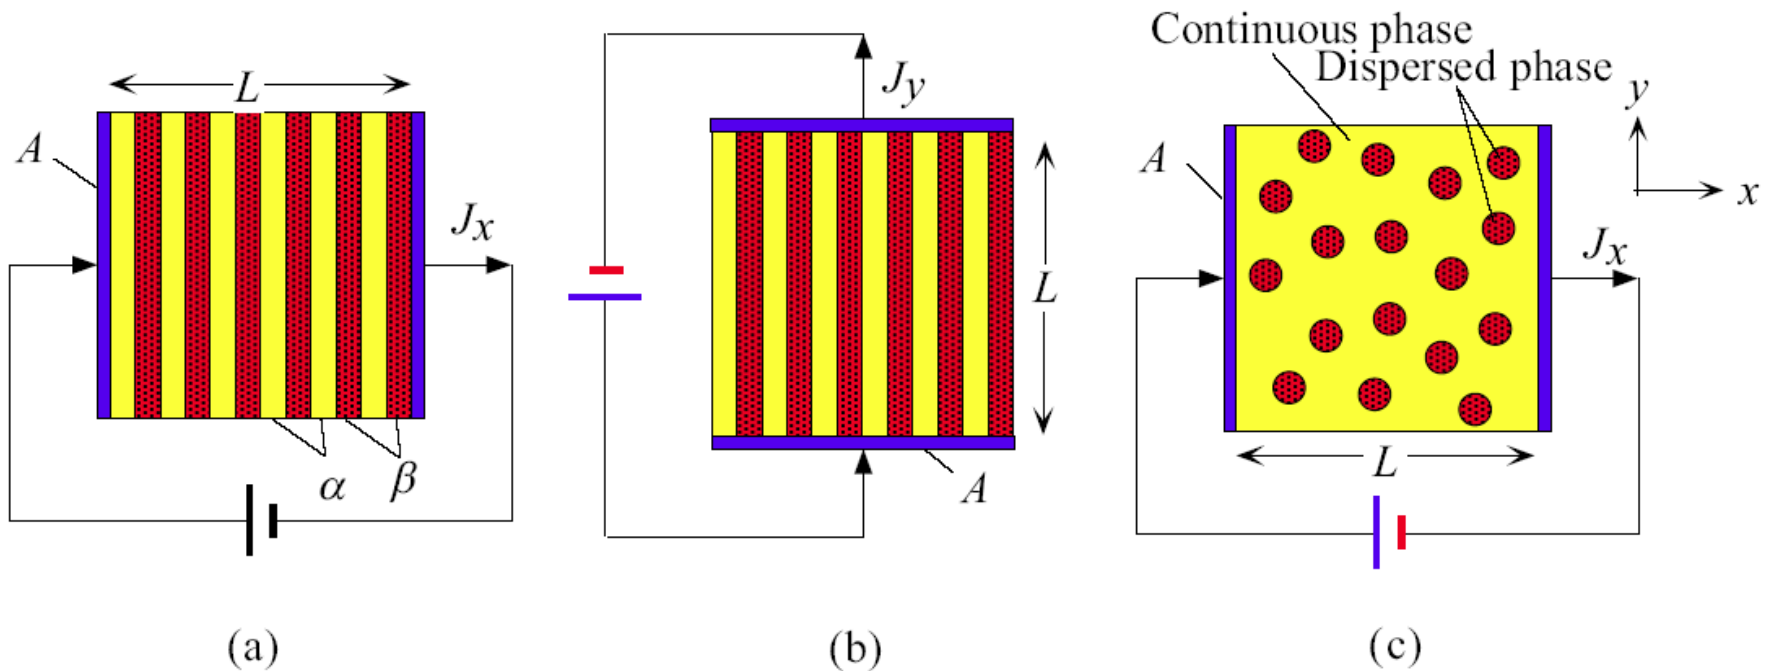 L
A
Jx
α
β
(a)
Jy
L
A
(b)
Continuous phase
Dispersed phase
y
x
A
Jx
L
(c)